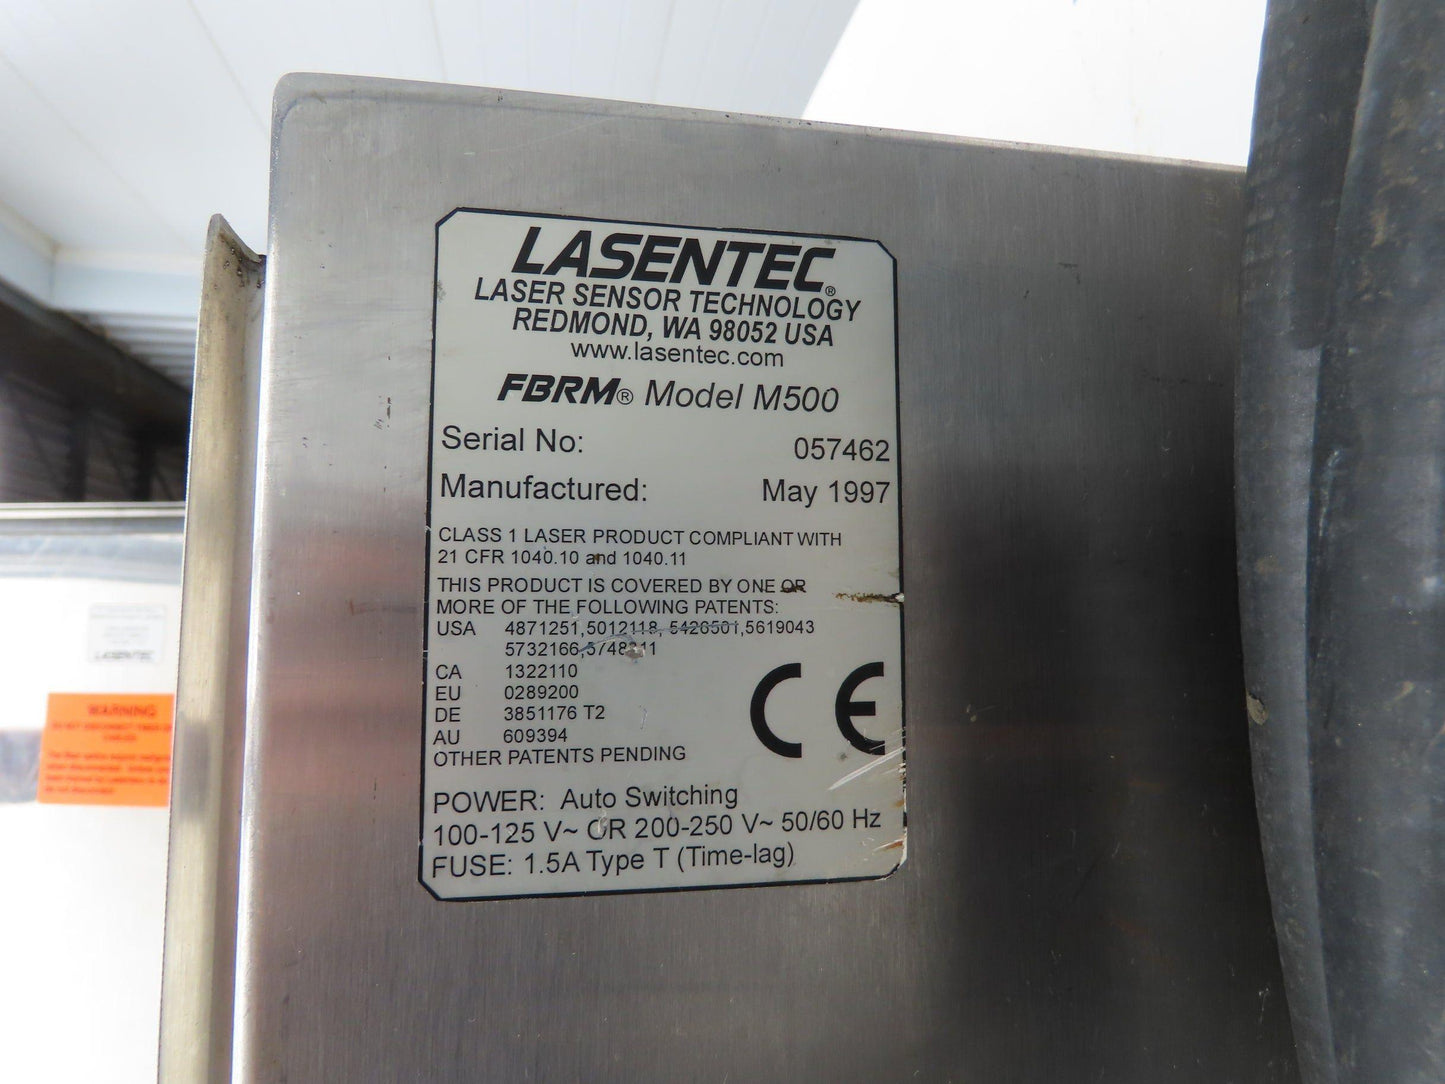 LASENTEC®
LASER SENSOR TECHNOLOGY
REDMOND, WA 98052 USA
www.lasentec.com
FBRM® Model M500
Serial No: 057462
Manufactured: May 1997
CLASS 1 LASER PRODUCT COMPLIANT WITH
21 CFR 1040.10 and 1040.11
THIS PRODUCT IS COVERED BY ONE OR
MORE OF THE FOLLOWING PATENTS:
USA 4871251,5012118, 5426501,5619043
5732166,
CA 1322110
EU 0289200
DE 3851176 T2
AU 609394
OTHER PATENTS PENDING
CE
POWER: Auto Switching
100-125 V~ OR 200-250 V~ 50/60 Hz
FUSE: 1.5A Type T (Time-lag)
LASENTEC
WARNING